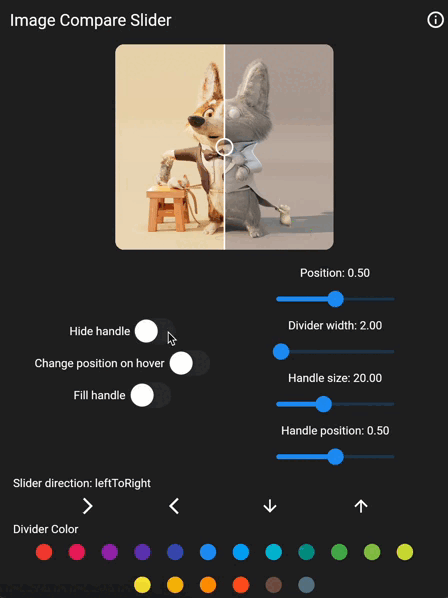 Image Compare Slider
Position: 0.50
Hide handle
Divider width: 2.00
Change position on hover
Handle size: 20.00
Fill handle
Handle position: 0.50
Slider direction: leftToRight
Divider Color